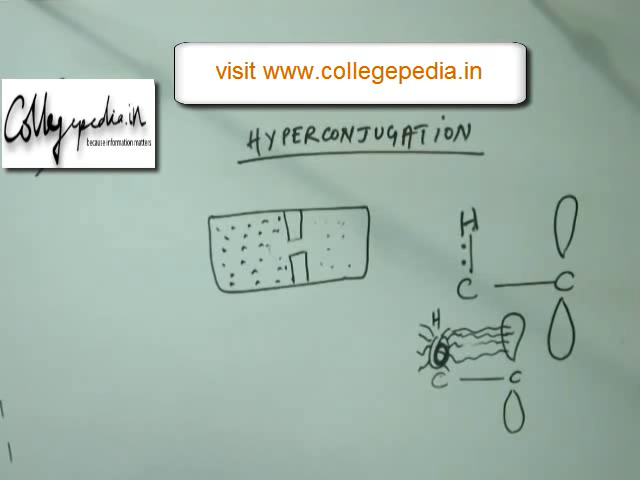 visit www.collegepedia.in
Collegepedia.in
because information matters
HYPERCONJUGATION
H
C C
H
C C